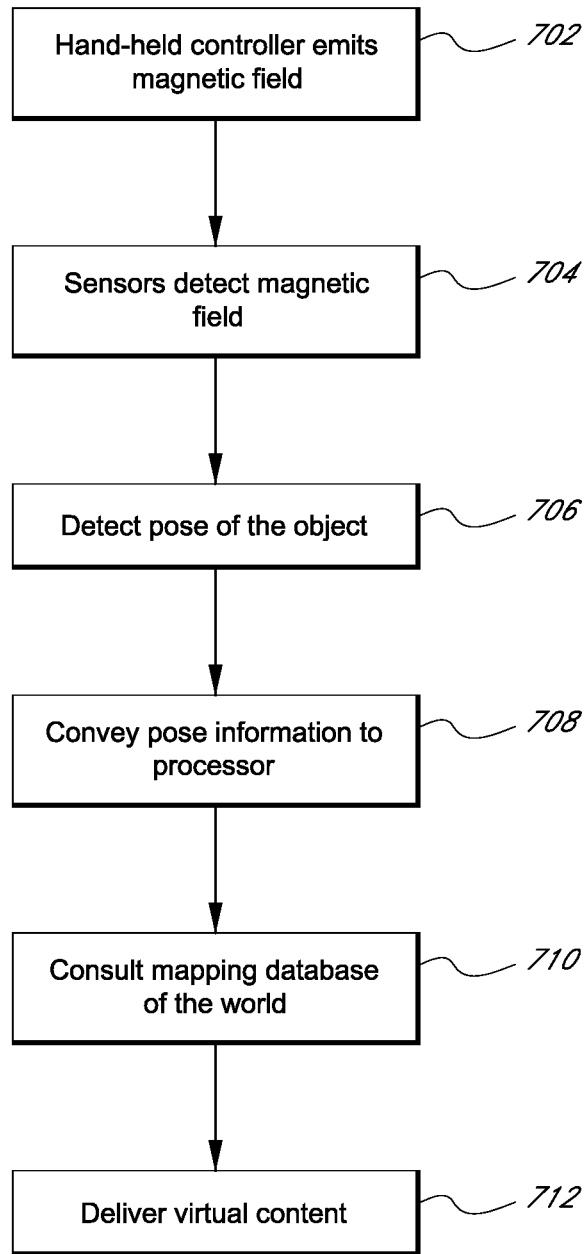 Hand-held controller emits
magnetic field
702
Sensors detect magnetic
field
704
Detect pose of the object
706
Convey pose information to
processor
708
Consult mapping database
of the world
710
Deliver virtual content
712